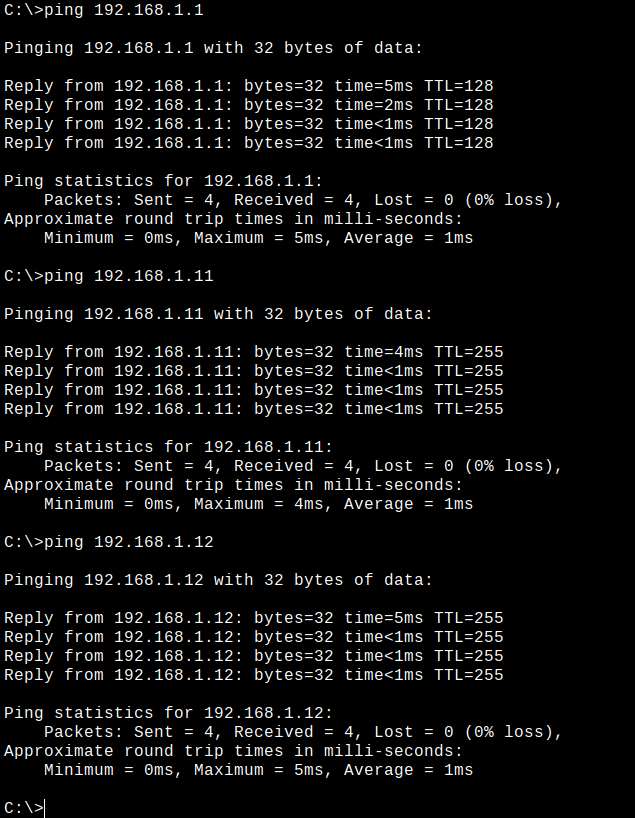 C:\>ping 192.168.1.1
Pinging 192.168.1.1 with 32 bytes of data:
Reply from 192.168.1.1: bytes=32 time=5ms TTL=128
Reply from 192.168.1.1: bytes=32 time=2ms TTL=128
Reply from 192.168.1.1: bytes=32 time<1ms TTL=128
Reply from 192.168.1.1: bytes=32 time<1ms TTL=128
Ping statistics for 192.168.1.1:
    Packets: Sent = 4, Received = 4, Lost = 0 (0% loss),
Approximate round trip times in milli-seconds:
    Minimum = 0ms, Maximum = 5ms, Average = 1ms
C:\>ping 192.168.1.11
Pinging 192.168.1.11 with 32 bytes of data:
Reply from 192.168.1.11: bytes=32 time=4ms TTL=255
Reply from 192.168.1.11: bytes=32 time<1ms TTL=255
Reply from 192.168.1.11: bytes=32 time<1ms TTL=255
Reply from 192.168.1.11: bytes=32 time<1ms TTL=255
Ping statistics for 192.168.1.11:
    Packets: Sent = 4, Received = 4, Lost = 0 (0% loss),
Approximate round trip times in milli-seconds:
    Minimum = 0ms, Maximum = 4ms, Average = 1ms
C:\>ping 192.168.1.12
Pinging 192.168.1.12 with 32 bytes of data:
Reply from 192.168.1.12: bytes=32 time=5ms TTL=255
Reply from 192.168.1.12: bytes=32 time<1ms TTL=255
Reply from 192.168.1.12: bytes=32 time<1ms TTL=255
Reply from 192.168.1.12: bytes=32 time<1ms TTL=255
Ping statistics for 192.168.1.12:
    Packets: Sent = 4, Received = 4, Lost = 0 (0% loss),
Approximate round trip times in milli-seconds:
    Minimum = 0ms, Maximum = 5ms, Average = 1ms
C:\>